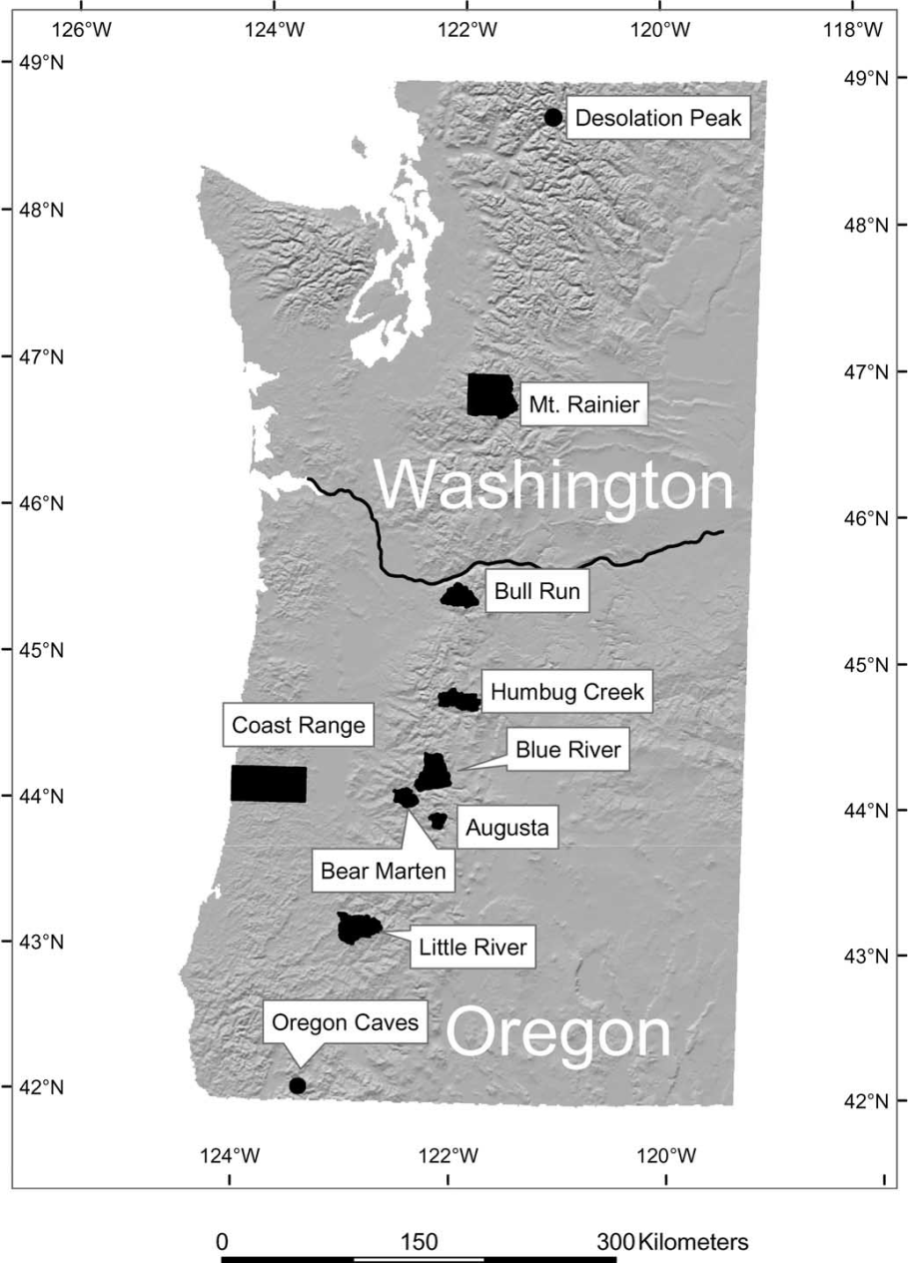 126°W 124°W 122°W 120°W 118°W
49°N
49°N
Desolation Peak
48°N
48°N
47°N
47°N
Mt. Rainier
Washington
46°N
46°N
Bull Run
45°N
45°N
Humbug Creek
Coast Range
Blue River
44°N
44°N
Augusta
Bear Marten
43°N
Little River
43°N
Oregon Caves
Oregon
42°N
42°N
124°W 122°W 120°W
0 150 300 Kilometers